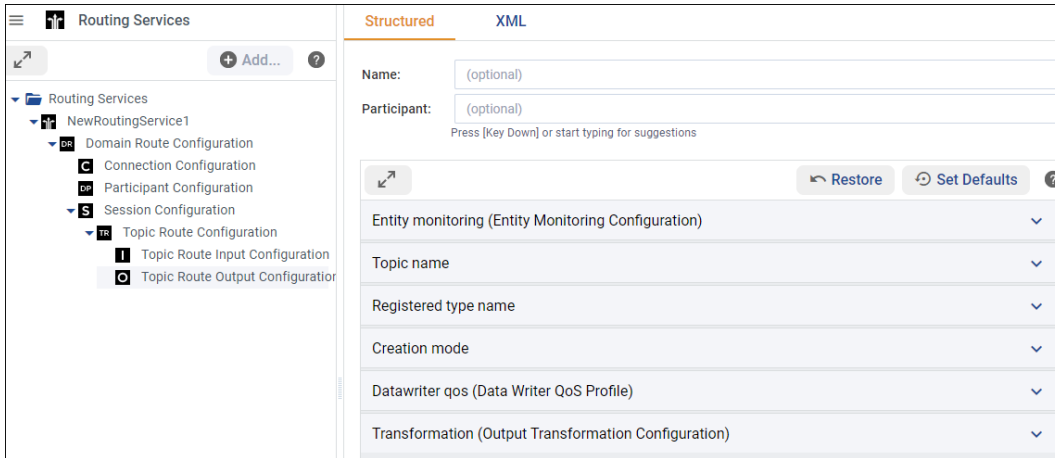 Routing Services
Add...
Routing Services
NewRoutingService1
DR Domain Route Configuration
C Connection Configuration
DP Participant Configuration
S Session Configuration
TR Topic Route Configuration
I Topic Route Input Configuration
O Topic Route Output Configuration
Structured XML
Name: (optional)
Participant: (optional)
Press [Key Down] or start typing for suggestions
Restore Set Defaults
Entity monitoring (Entity Monitoring Configuration)
Topic name
Registered type name
Creation mode
Datawriter qos (Data Writer QoS Profile)
Transformation (Output Transformation Configuration)